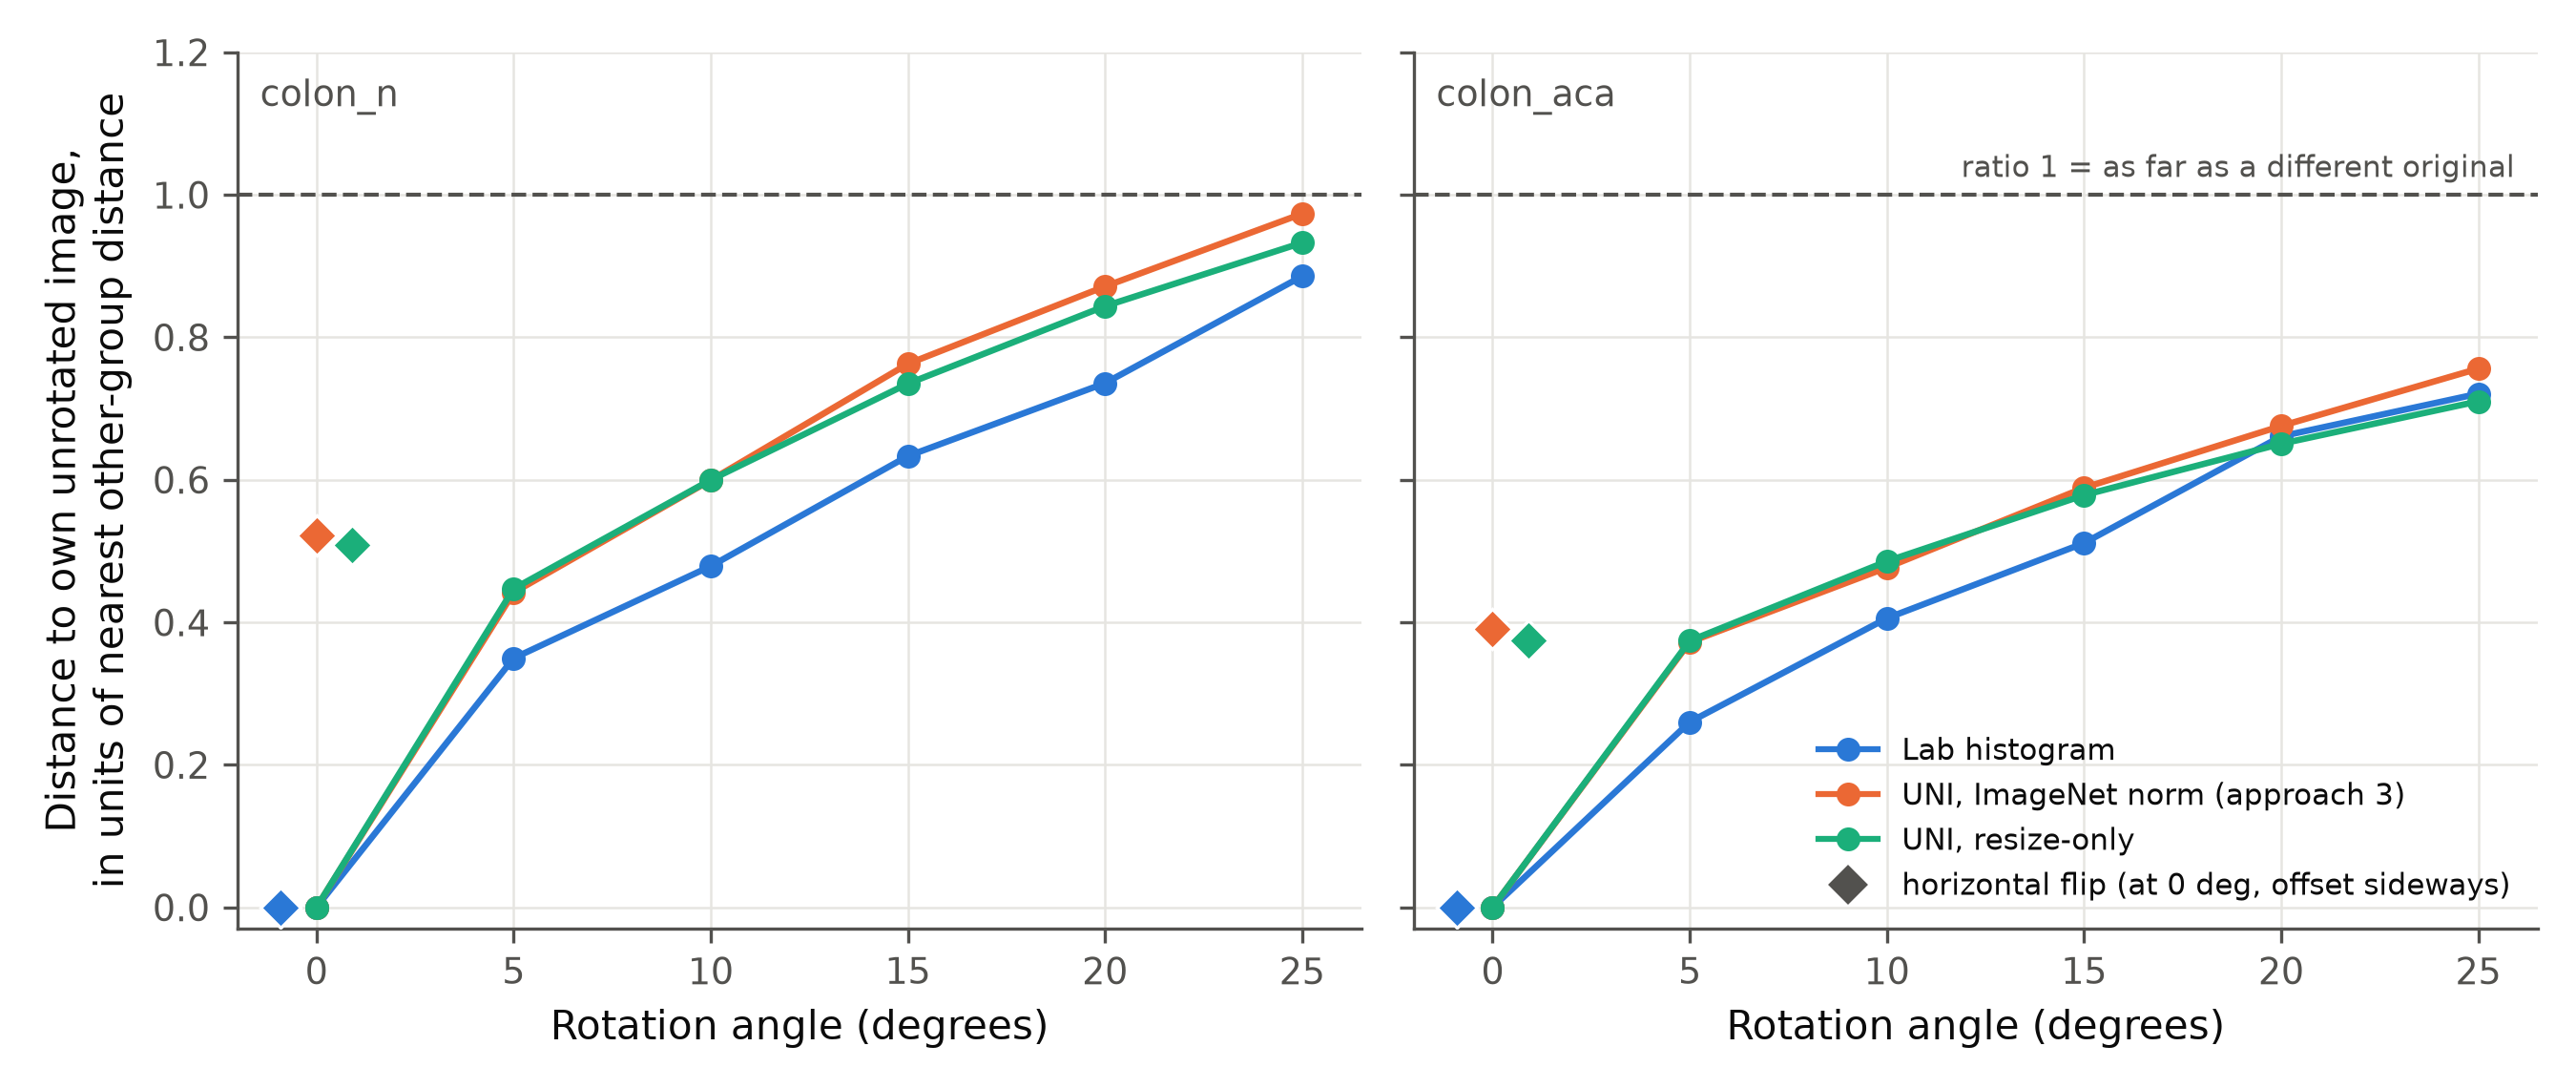 Distance to own unrotated image,
in units of nearest other-group distance
1.2
1.0
0.8
0.6
0.4
0.2
0.0
colon_n
0
5
10
15
20
25
Rotation angle (degrees)
colon_aca
ratio 1 = as far as a different original
Lab histogram
UNI, ImageNet norm (approach 3)
UNI, resize-only
horizontal flip (at 0 deg, offset sideways)
0
5
10
15
20
25
Rotation angle (degrees)